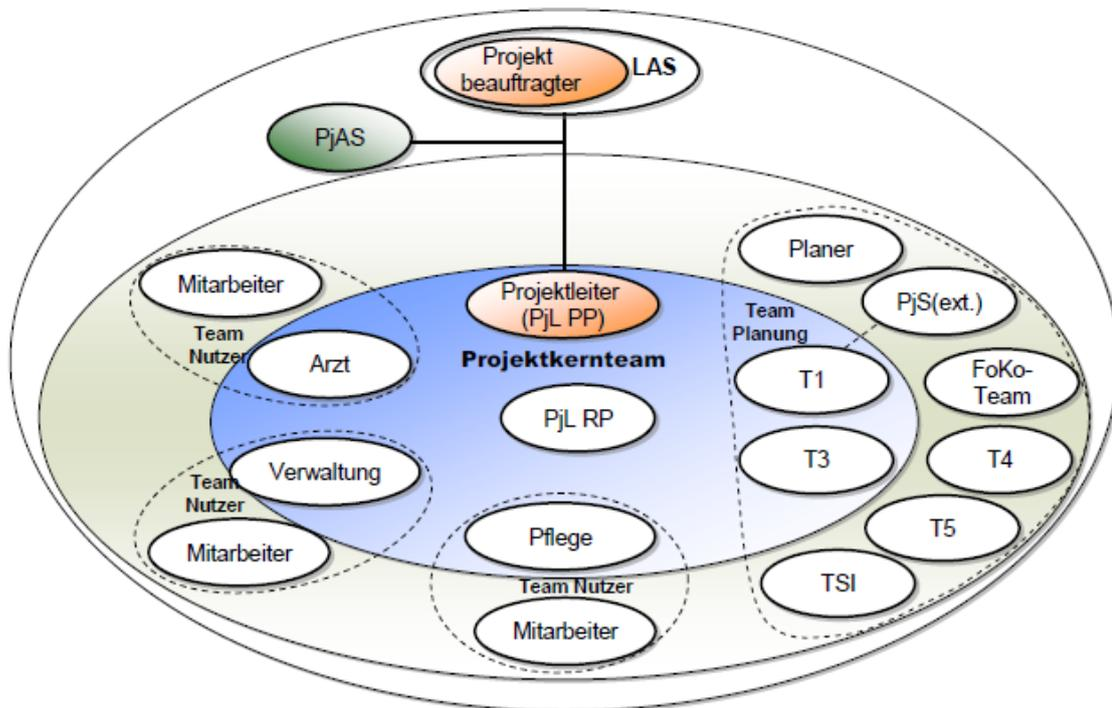 Projekt
beauftragter
LAS
PjAS
Planer
Mitarbeiter
PjS(ext.)
Projektleiter
(PjL PP)
Team
Planung
Team
Nutzer
Arzt
Projektkernteam
T1
FoKo-
Team
PjL RP
T3
T4
Verwaltung
Team
Nutzer
Mitarbeiter
Pflege
T5
TSI
Team Nutzer
Mitarbeiter